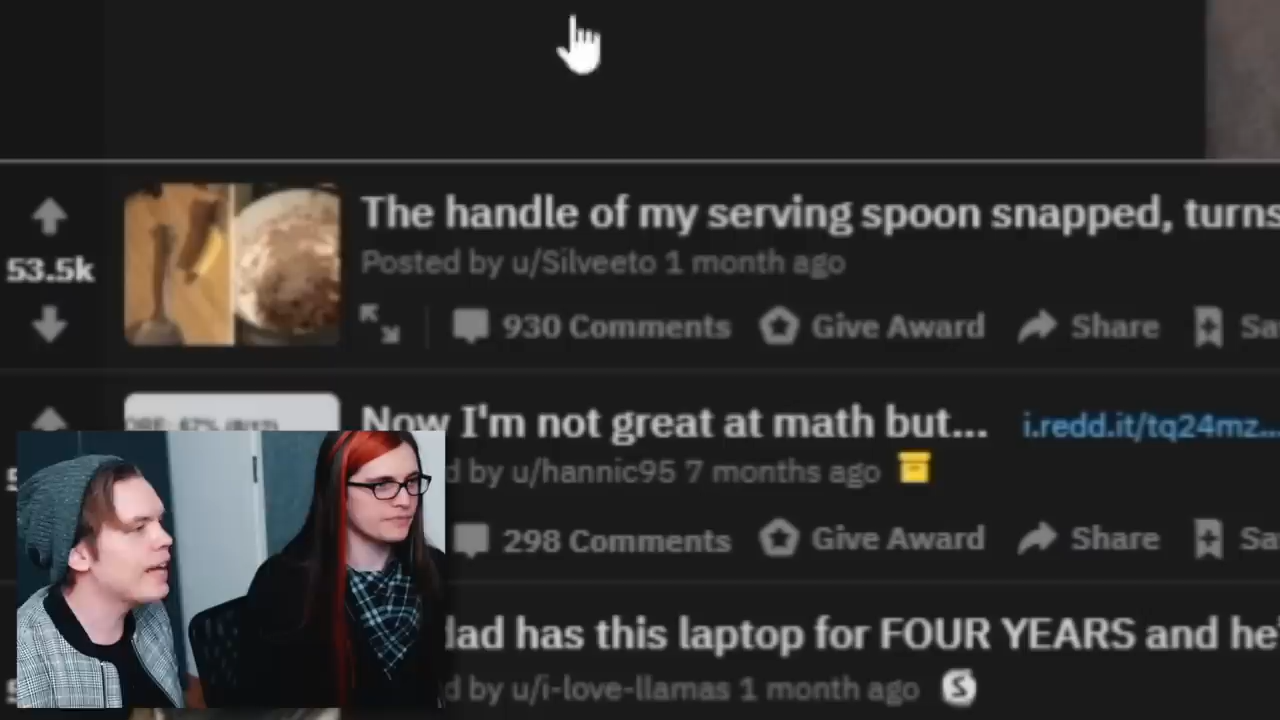 The handle of my serving spoon snapped, turns
Posted by u/Silveeto 1 month ago
53.5k
930 Comments Give Award Share Sa
Now I'm not great at math but... i.redd.it/tq24mz...
d by u/hannic95 7 months ago
298 Comments Give Award Share Sa
dad has this laptop for FOUR YEARS and he'
d by u/i-love-llamas 1 month ago